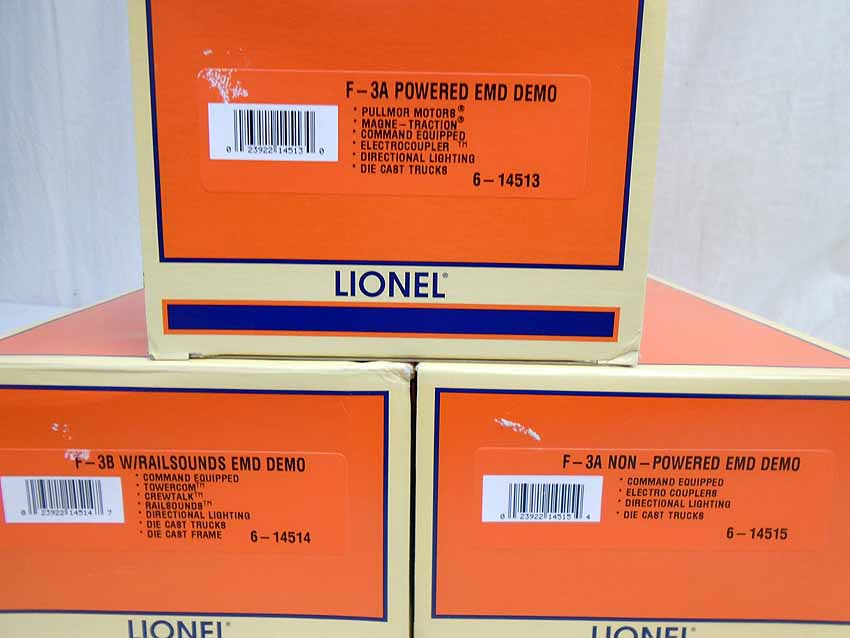 F-3A POWERED EMD DEMO
• PULLMOR MOTORS®
• MAGNE-TRACTION®
• COMMAND EQUIPPED
• ELECTROCOUPLER™
• DIRECTIONAL LIGHTING
• DIE CAST TRUCKS
6-14513
0 23922 14513 0
LIONEL®
F-3B W/RAILSOUNDS EMD DEMO
• COMMAND EQUIPPED
• TOWERCOM™
• CREWTALK™
• RAILSOUNDS™
• DIRECTIONAL LIGHTING
• DIE CAST TRUCKS
• DIE CAST FRAME
6-14514
0 23922 14514 7
LIONEL®
F-3A NON-POWERED EMD DEMO
• COMMAND EQUIPPED
• ELECTRO COUPLERS
• DIRECTIONAL LIGHTING
• DIE CAST TRUCKS
6-14515
0 23922 14515 4
LIONEL®